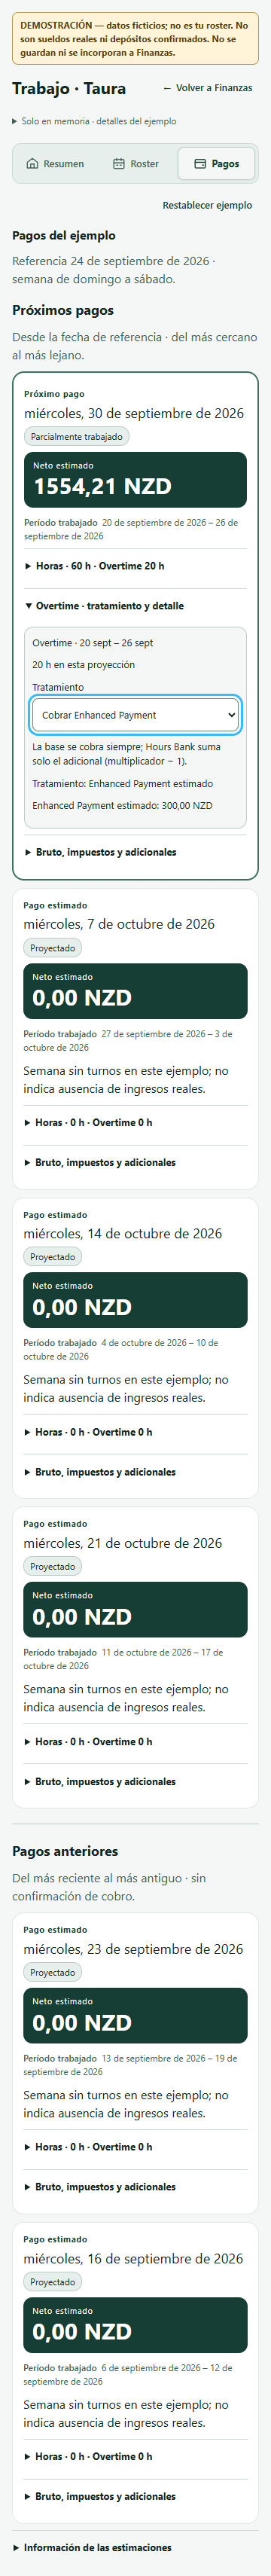 DEMOSTRACIÓN — datos ficticios; no es tu roster. No
son sueldos reales ni depósitos confirmados. No se
guardan ni se incorporan a Finanzas.
Trabajo · Taura
← Volver a Finanzas
▶ Solo en memoria · detalles del ejemplo
Resumen
Roster
Pagos
Restablecer ejemplo
Pagos del ejemplo
Referencia 24 de septiembre de 2026 ·
semana de domingo a sábado.
Próximos pagos
Desde la fecha de referencia · del más cercano
al más lejano.
Próximo pago
miércoles, 30 de septiembre de 2026
Parcialmente trabajado
Neto estimado
1554,21 NZD
Período trabajado 20 de septiembre de 2026 – 26 de
septiembre de 2026
▶ Horas · 60 h · Overtime 20 h
▼ Overtime · tratamiento y detalle
Overtime · 20 sept – 26 sept
20 h en esta proyección
Tratamiento
Cobrar Enhanced Payment
La base se cobra siempre; Hours Bank suma
solo el adicional (multiplicador − 1).
Tratamiento: Enhanced Payment estimado
Enhanced Payment estimado: 300,00 NZD
▶ Bruto, impuestos y adicionales
Pago estimado
miércoles, 7 de octubre de 2026
Proyectado
Neto estimado
0,00 NZD
Período trabajado 27 de septiembre de 2026 – 3 de
octubre de 2026
Semana sin turnos en este ejemplo; no
indica ausencia de ingresos reales.
▶ Horas · 0 h · Overtime 0 h
▶ Bruto, impuestos y adicionales
Pago estimado
miércoles, 14 de octubre de 2026
Proyectado
Neto estimado
0,00 NZD
Período trabajado 4 de octubre de 2026 – 10 de
octubre de 2026
Semana sin turnos en este ejemplo; no
indica ausencia de ingresos reales.
▶ Horas · 0 h · Overtime 0 h
▶ Bruto, impuestos y adicionales
Pago estimado
miércoles, 21 de octubre de 2026
Proyectado
Neto estimado
0,00 NZD
Período trabajado 11 de octubre de 2026 – 17 de
octubre de 2026
Semana sin turnos en este ejemplo; no
indica ausencia de ingresos reales.
▶ Horas · 0 h · Overtime 0 h
▶ Bruto, impuestos y adicionales
Pagos anteriores
Del más reciente al más antiguo · sin
confirmación de cobro.
Pago estimado
miércoles, 23 de septiembre de 2026
Proyectado
Neto estimado
0,00 NZD
Período trabajado 13 de septiembre de 2026 – 19 de
septiembre de 2026
Semana sin turnos en este ejemplo; no
indica ausencia de ingresos reales.
▶ Horas · 0 h · Overtime 0 h
▶ Bruto, impuestos y adicionales
Pago estimado
miércoles, 16 de septiembre de 2026
Proyectado
Neto estimado
0,00 NZD
Período trabajado 6 de septiembre de 2026 – 12 de
septiembre de 2026
Semana sin turnos en este ejemplo; no
indica ausencia de ingresos reales.
▶ Horas · 0 h · Overtime 0 h
▶ Bruto, impuestos y adicionales
▶ Información de las estimaciones